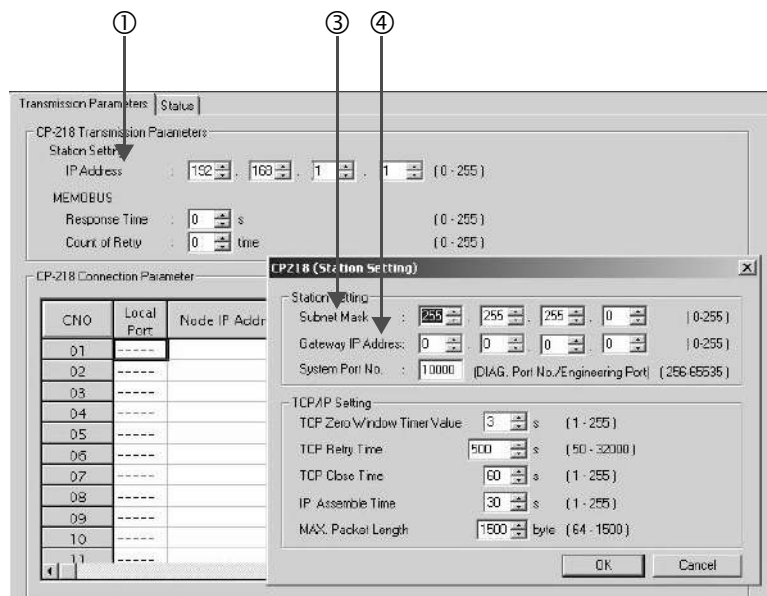 ① ③ ④
Transmission Parameters Status
CP-218 Transmission Parameters
Station Setti
IP Address : 192 . 168 . 1 . 1 ( 0 - 255 )
MEMOBUS
Response Time : 0 s ( 0 - 255 )
Count of Retry : 0 time ( 0 - 255 )
CP-218 Connection Parameter
CNO Local Port Node IP Addr
01 -----
02 -----
03 -----
04 -----
05 -----
06 -----
07 -----
08 -----
09 -----
10 -----
11
CP218 (Station Setting)
Station Setting
Subnet Mask : 255 . 255 . 255 . 0 ( 0-255 )
Gateway IP Addres: 0 . 0 . 0 . 0 ( 0-255 )
System Port No. : 10000 (DIAG. Port No./Engineering Port) ( 256-65535 )
TCP/IP Setting
TCP Zero Window Timer Value 3 s ( 1 - 255 )
TCP Retry Time 500 s ( 50 - 32000 )
TCP Close Time 60 s ( 1 - 255 )
IP Assemble Time 30 s ( 1 - 255 )
MAX. Packet Length 1500 byte ( 64 - 1500 )
OK Cancel